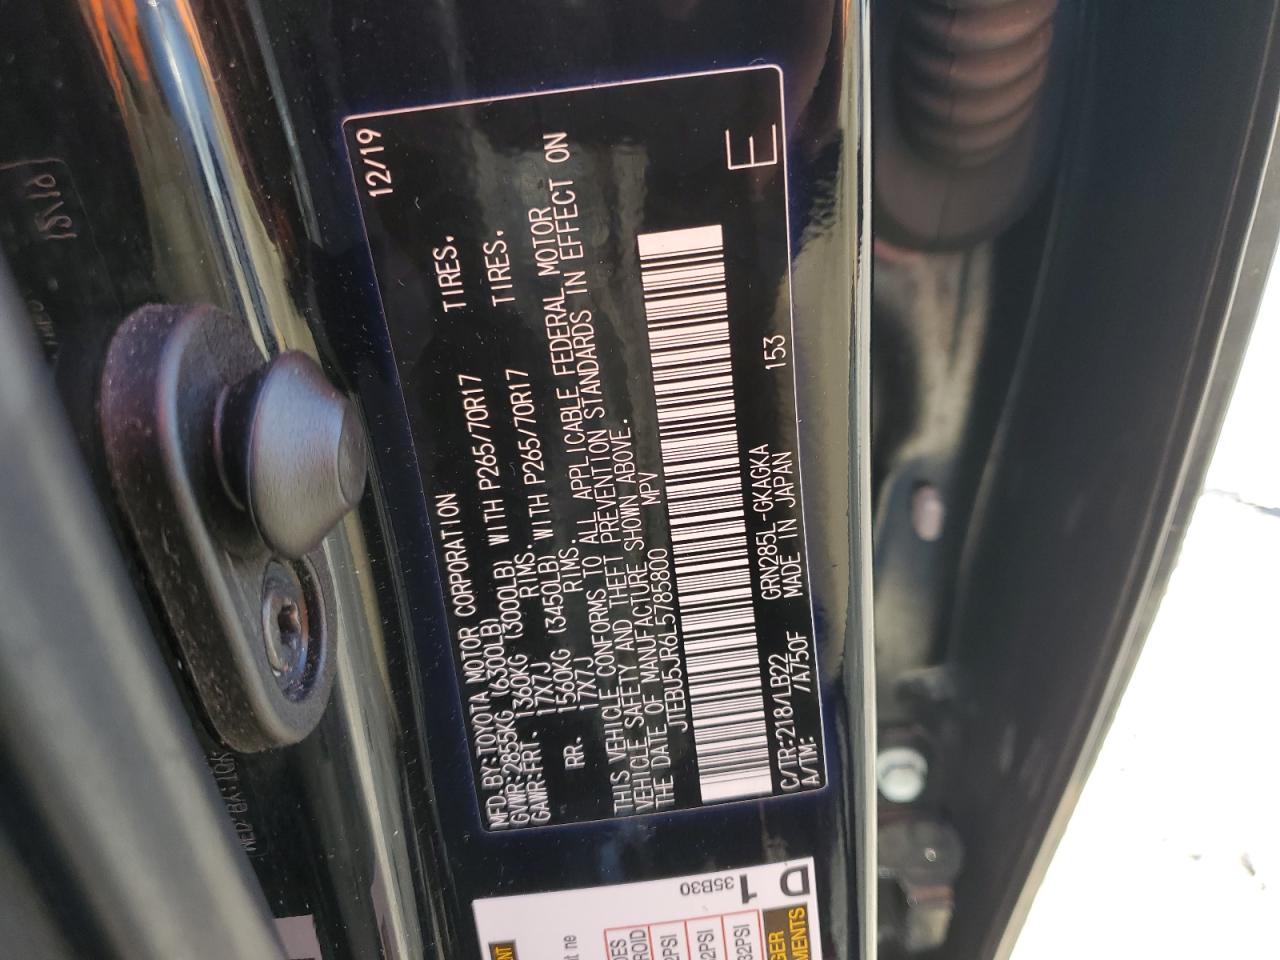 MFD.BY:TOYOTA MOTOR CORPORATION 12/19
GVWR:2855KG (6300LB)
GAWR:FRT. 1360KG (3000LB) WITH P265/70R17 TIRES.
17X7J RIMS.
RR. 1560KG (3450LB) WITH P265/70R17 TIRES.
17X7J RIMS.
THIS VEHICLE CONFORMS TO ALL APPLICABLE FEDERAL MOTOR
VEHICLE SAFETY AND THEFT PREVENTION STANDARDS IN EFFECT ON
THE DATE OF MANUFACTURE SHOWN ABOVE.
JTEBU5JR6L5785800 MPV
C/TR:218/LB22 GRN285L-GKAGKA 153
A/TM: /A750F MADE IN JAPAN
E
D
1
35B30
MENTS